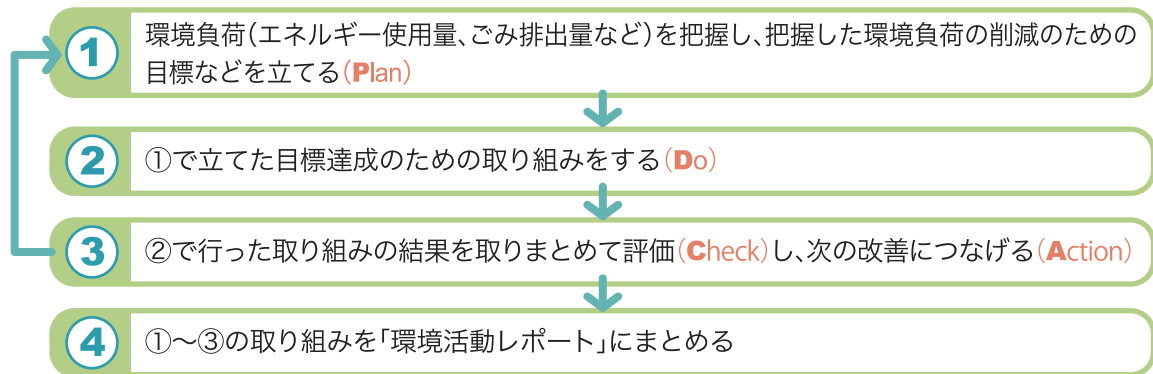 ① 環境負荷(エネルギー使用量、ごみ排出量など)を把握し、把握した環境負荷の削減のための
目標などを立てる(Plan)
② ①で立てた目標達成のための取り組みをする(Do)
③ ②で行った取り組みの結果を取りまとめて評価(Check)し、次の改善につなげる(Action)
④ ①〜③の取り組みを「環境活動レポート」にまとめる